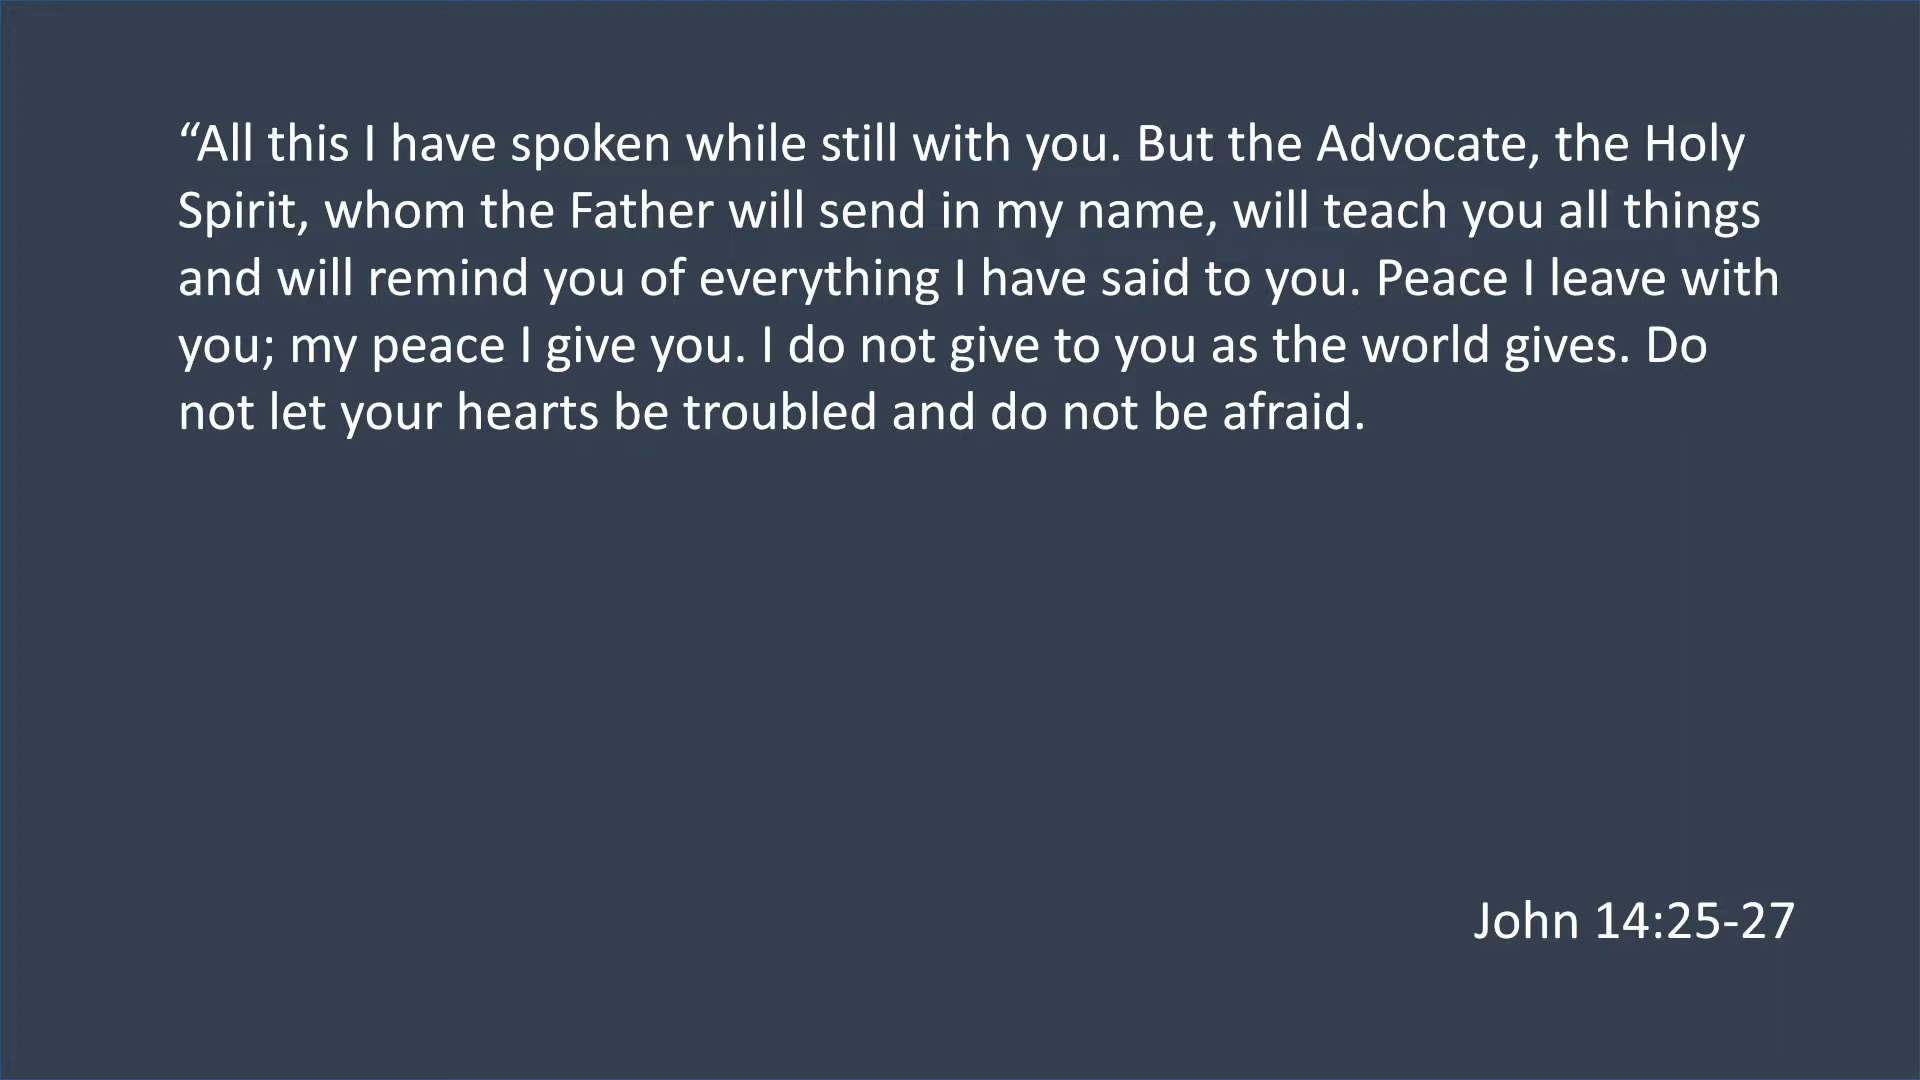 “All this I have spoken while still with you. But the Advocate, the Holy
Spirit, whom the Father will send in my name, will teach you all things
and will remind you of everything I have said to you. Peace I leave with
you; my peace I give you. I do not give to you as the world gives. Do
not let your hearts be troubled and do not be afraid.
John 14:25-27